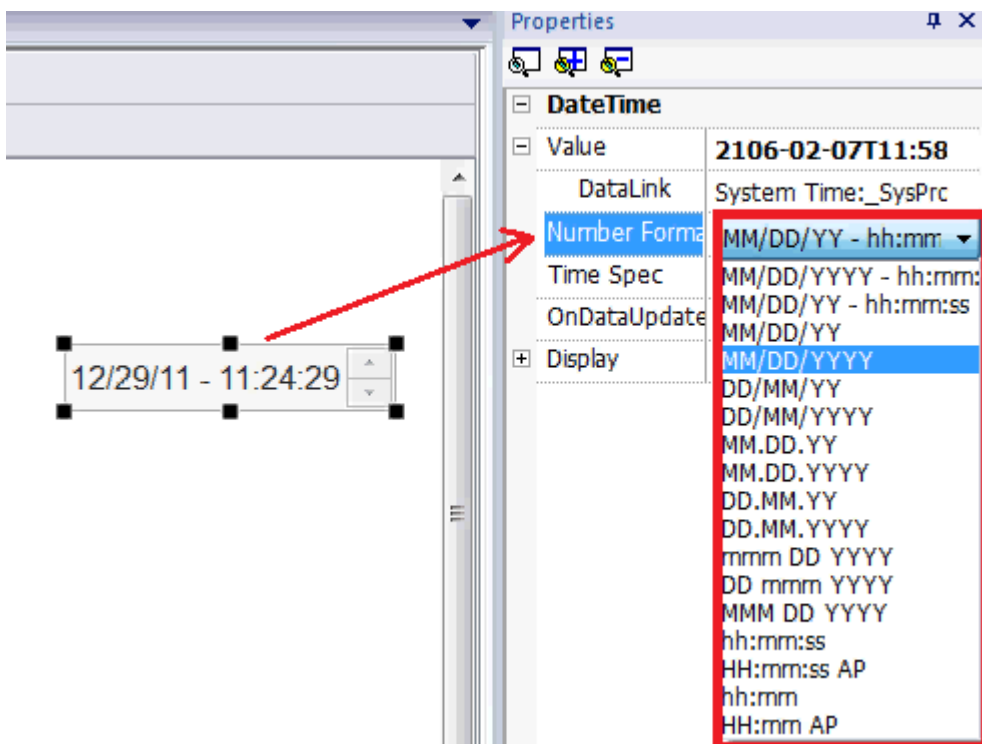 Properties
DateTime
Value 2106-02-07T11:58
DataLink System Time:_SysPrc
Number Forma MM/DD/YY - hh:mm
Time Spec
OnDataUpdate
Display
12/29/11 - 11:24:29
MM/DD/YYYY - hh:mm:
MM/DD/YY - hh:mm:ss
MM/DD/YY
MM/DD/YYYY
DD/MM/YY
DD/MM/YYYY
MM.DD.YY
MM.DD.YYYY
DD.MM.YY
DD.MM.YYYY
mmm DD YYYY
DD mmm YYYY
MMM DD YYYY
hh:mm:ss
HH:mm:ss AP
hh:mm
HH:mm AP